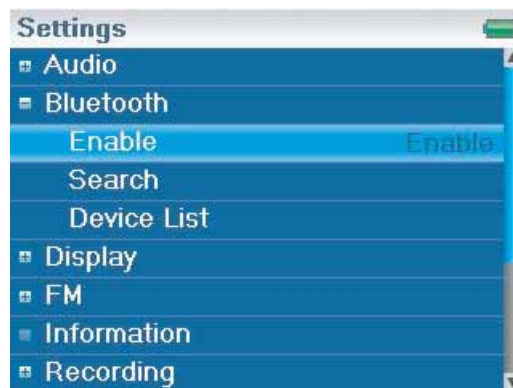 Settings
Audio
Bluetooth
Enable Enable
Search
Device List
Display
FM
Information
Recording